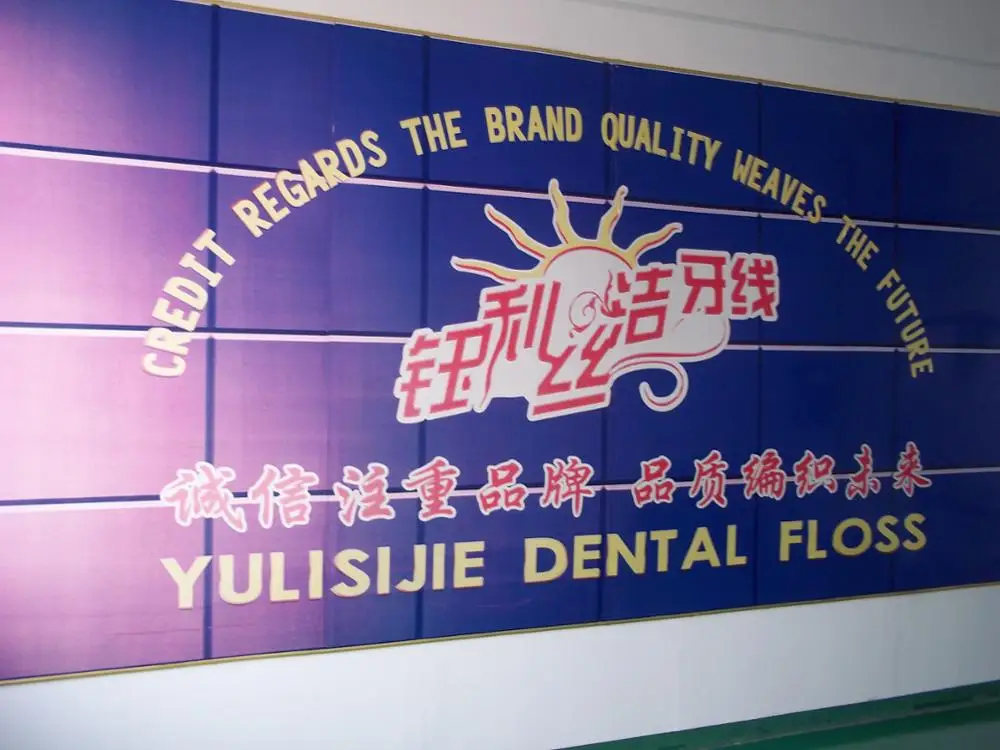 CREDIT REGARDS THE BRAND QUALITY WEAVES THE FUTURE
钰利丝洁牙线
诚信注重品牌 品质编织未来
YULISIJIE DENTAL FLOSS